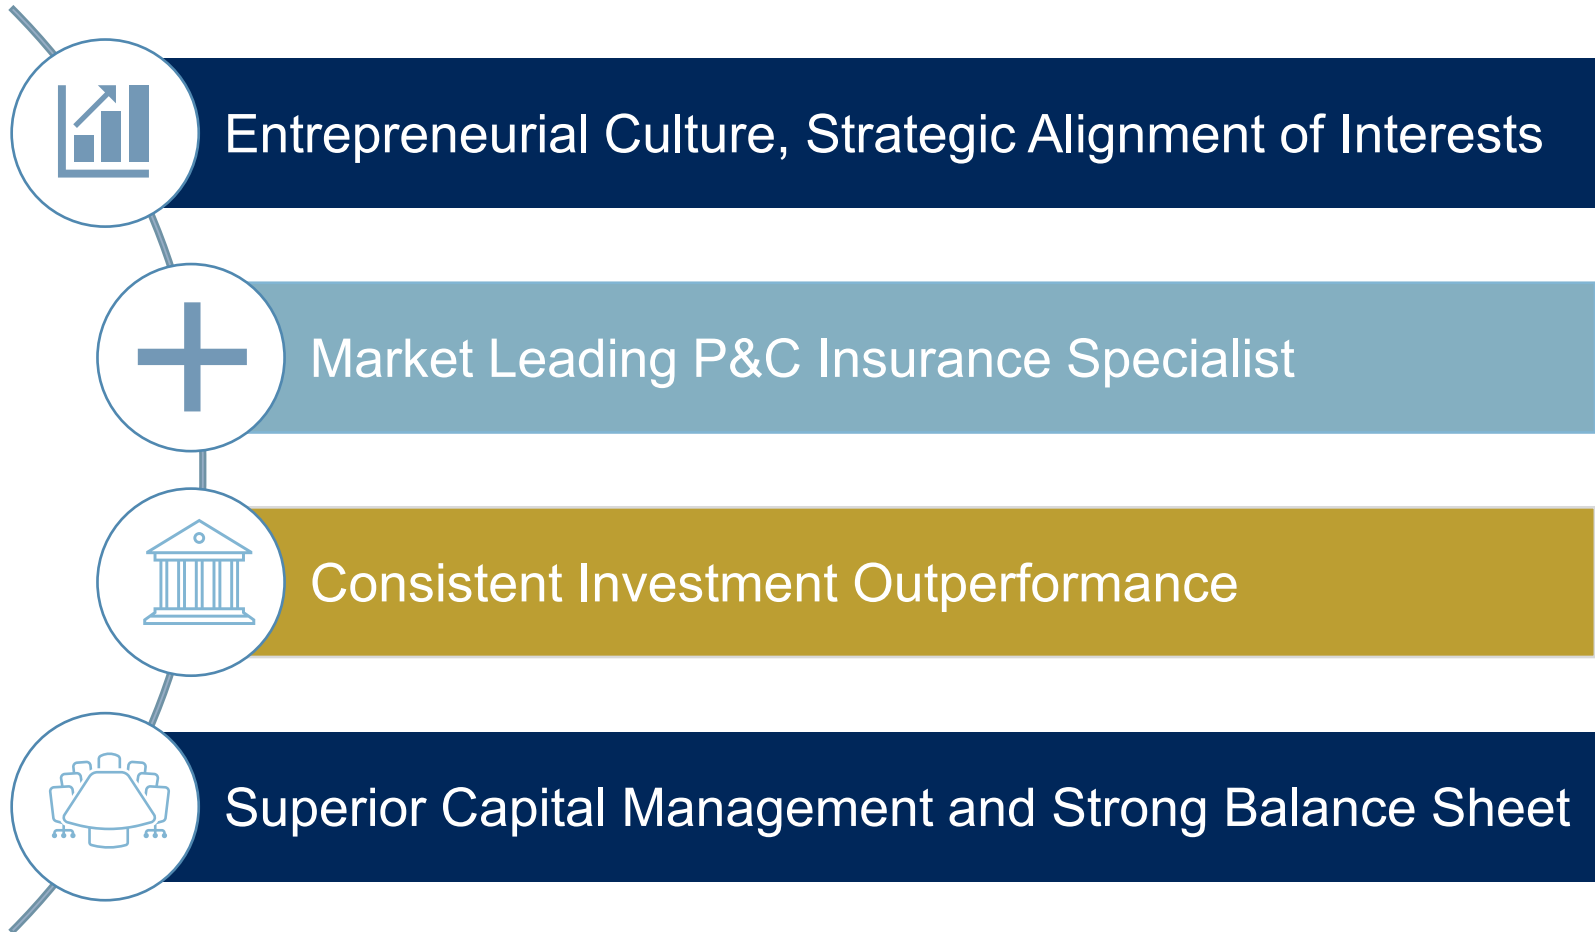 Entrepreneurial Culture, Strategic Alignment of Interests
Market Leading P&C Insurance Specialist
Consistent Investment Outperformance
Superior Capital Management and Strong Balance Sheet